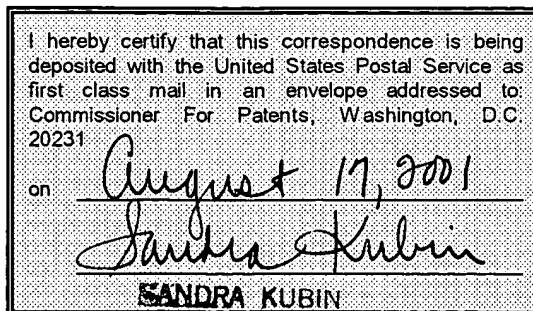 I hereby certify that this correspondence is being
deposited with the United States Postal Service as
first class mail in an envelope addressed to:
Commissioner For Patents, Washington, D.C.
20231
on August 17, 2001
Sandra Kubin
SANDRA KUBIN